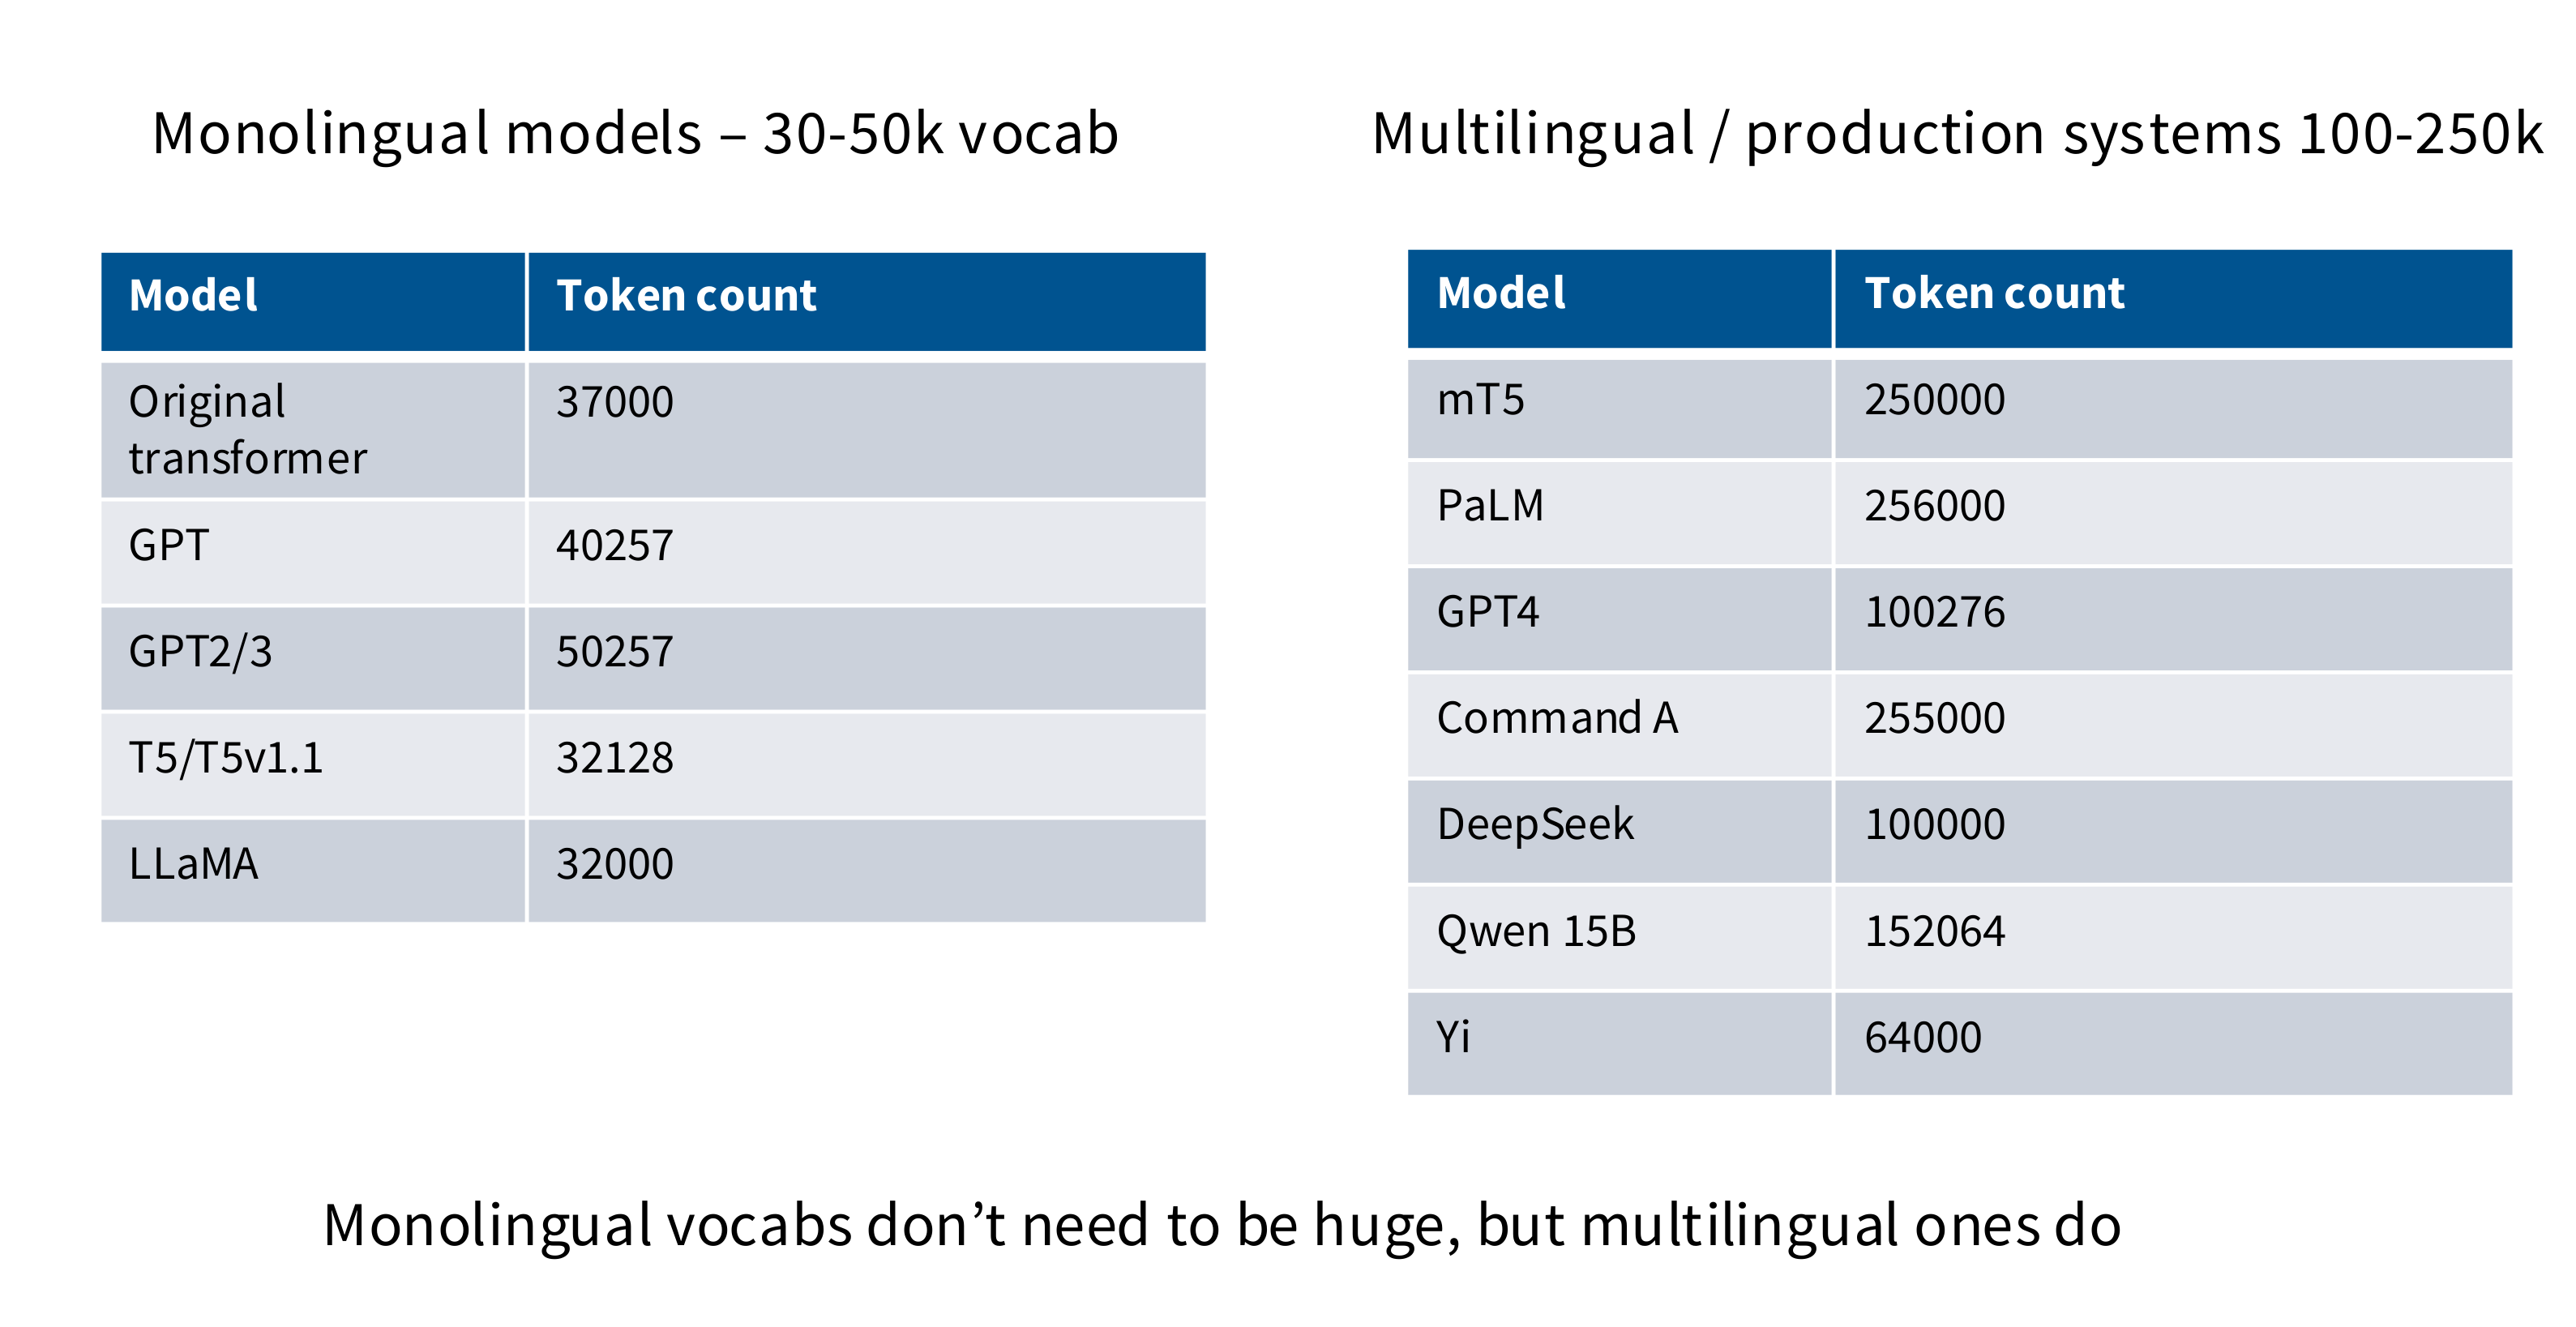 Monolingual models – 30-50k vocab
Model Token count
Original 37000
transformer
GPT 40257
GPT2/3 50257
T5/T5v1.1 32128
LLaMA 32000
Multilingual / production systems 100-250k
Model Token count
mT5 250000
PaLM 256000
GPT4 100276
Command A 255000
DeepSeek 100000
Qwen 15B 152064
Yi 64000
Monolingual vocabs don’t need to be huge, but multilingual ones do